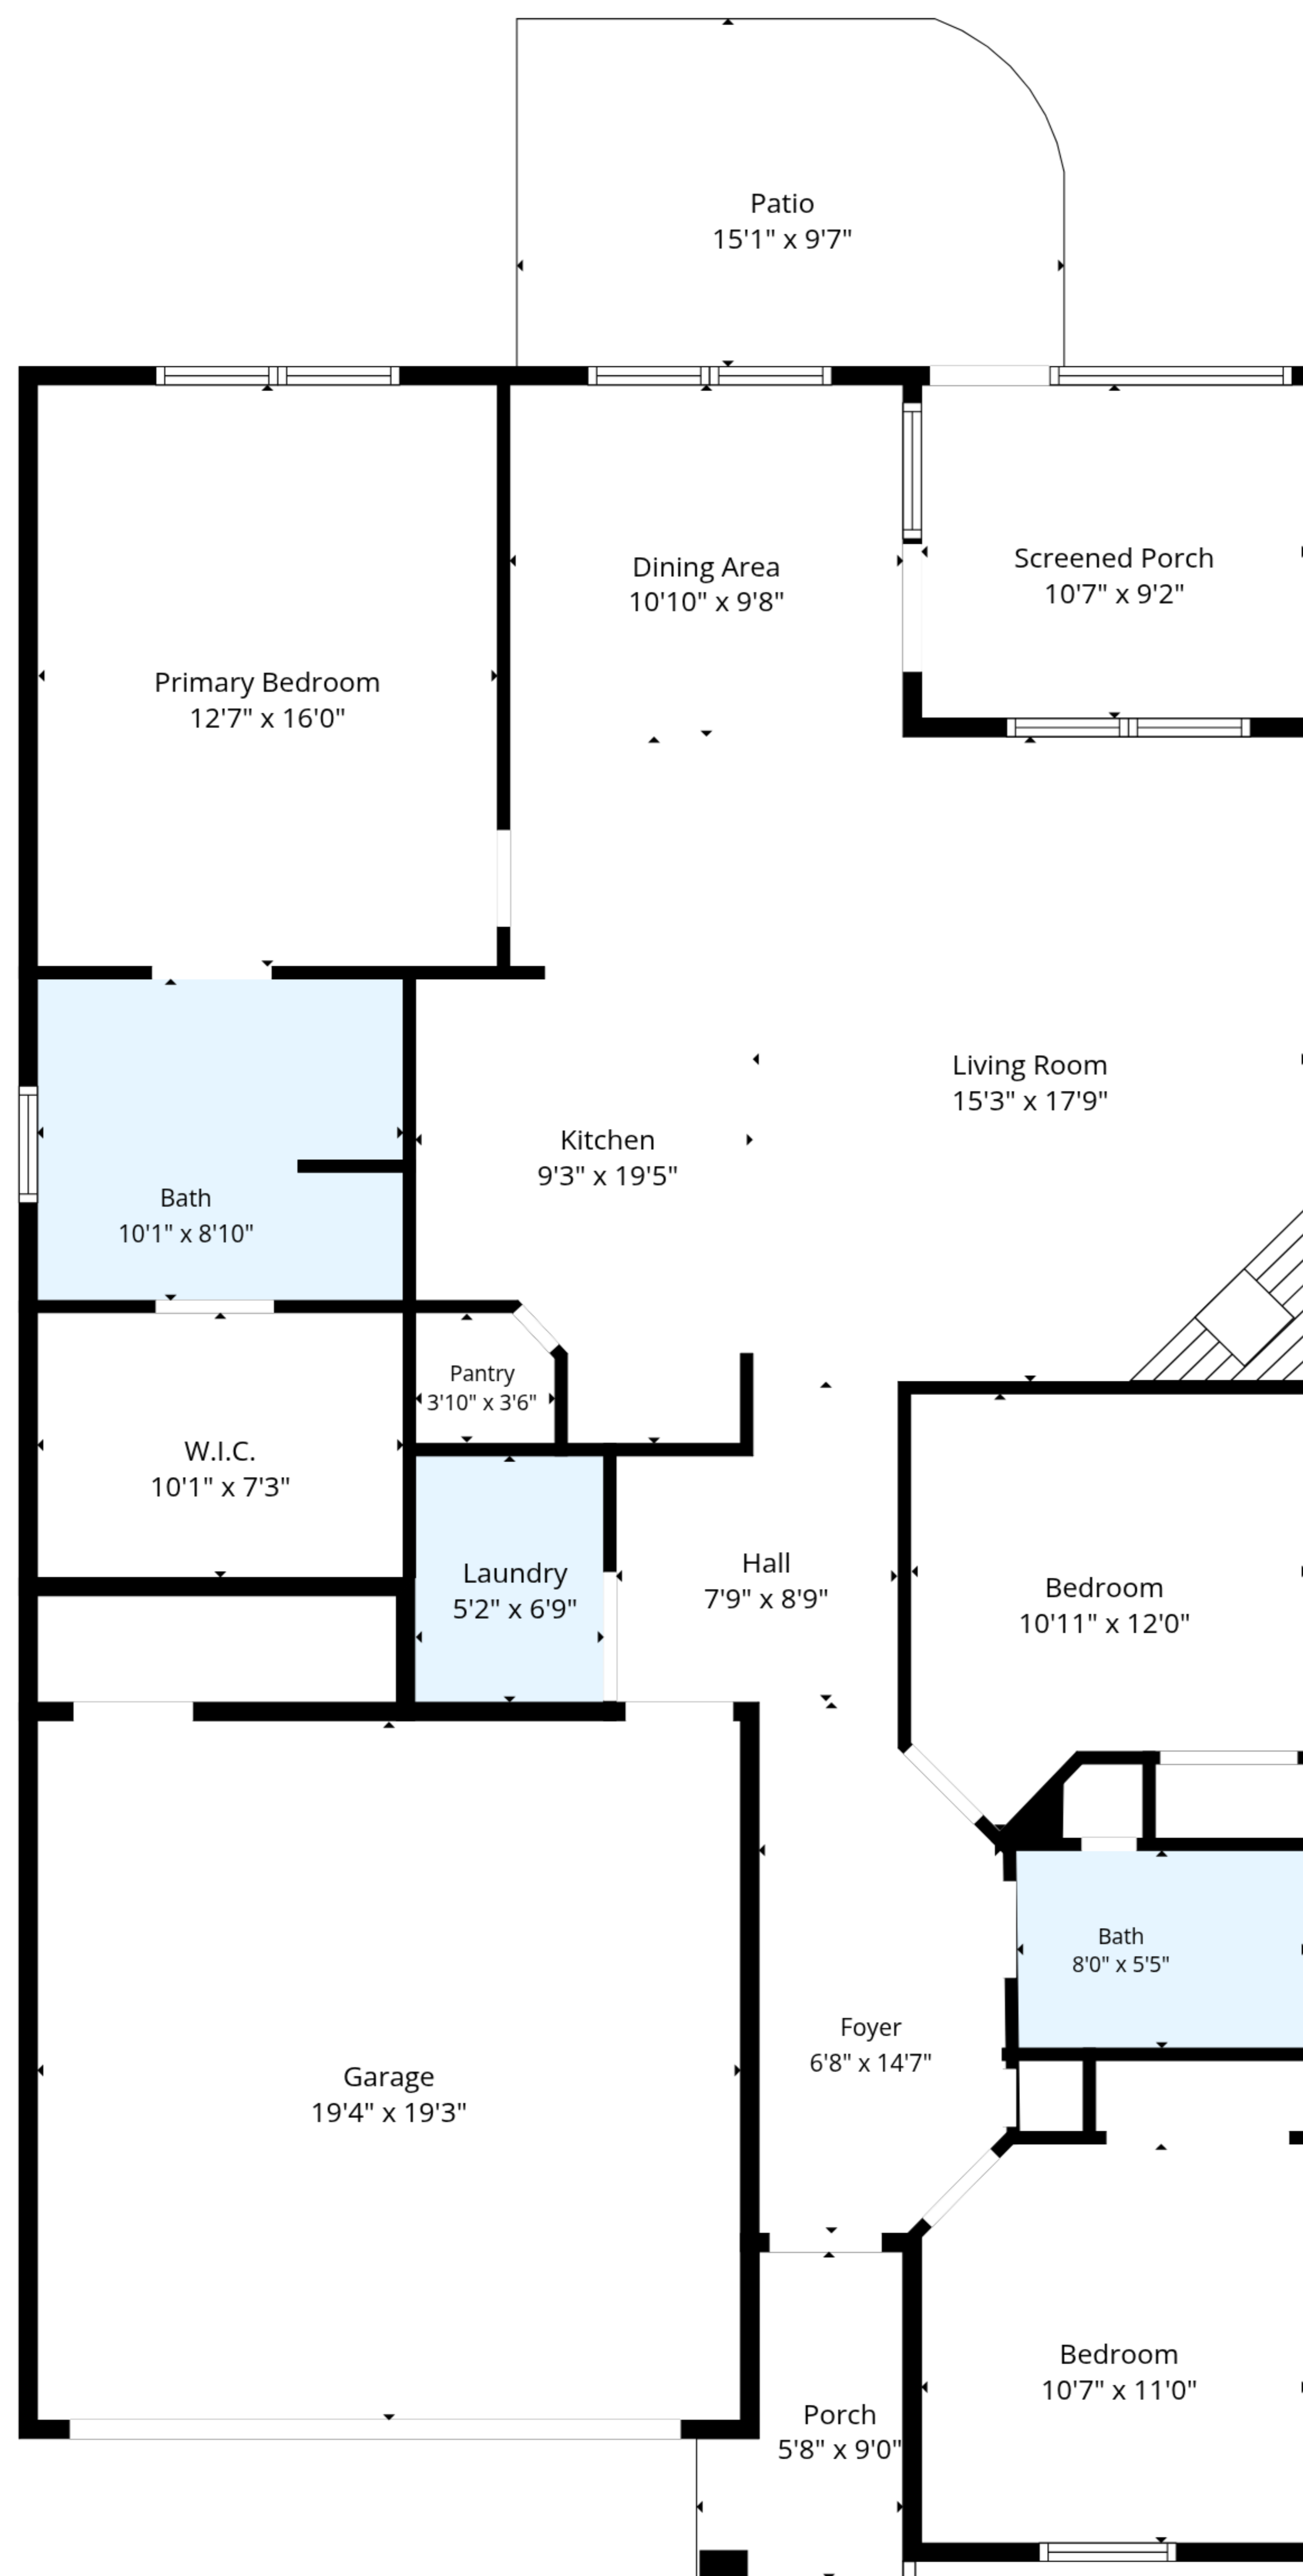 Patio
15'1" x 9'7"
Dining Area
10'10" x 9'8"
Screened Porch
10'7" x 9'2"
Primary Bedroom
12'7" x 16'0"
Living Room
15'3" x 17'9"
Kitchen
9'3" x 19'5"
Bath
10'1" x 8'10"
Pantry
3'10" x 3'6"
W.I.C.
10'1" x 7'3"
Laundry
5'2" x 6'9"
Hall
7'9" x 8'9"
Bedroom
10'11" x 12'0"
Bath
8'0" x 5'5"
Foyer
6'8" x 14'7"
Garage
19'4" x 19'3"
Bedroom
10'7" x 11'0"
Porch
5'8" x 9'0"